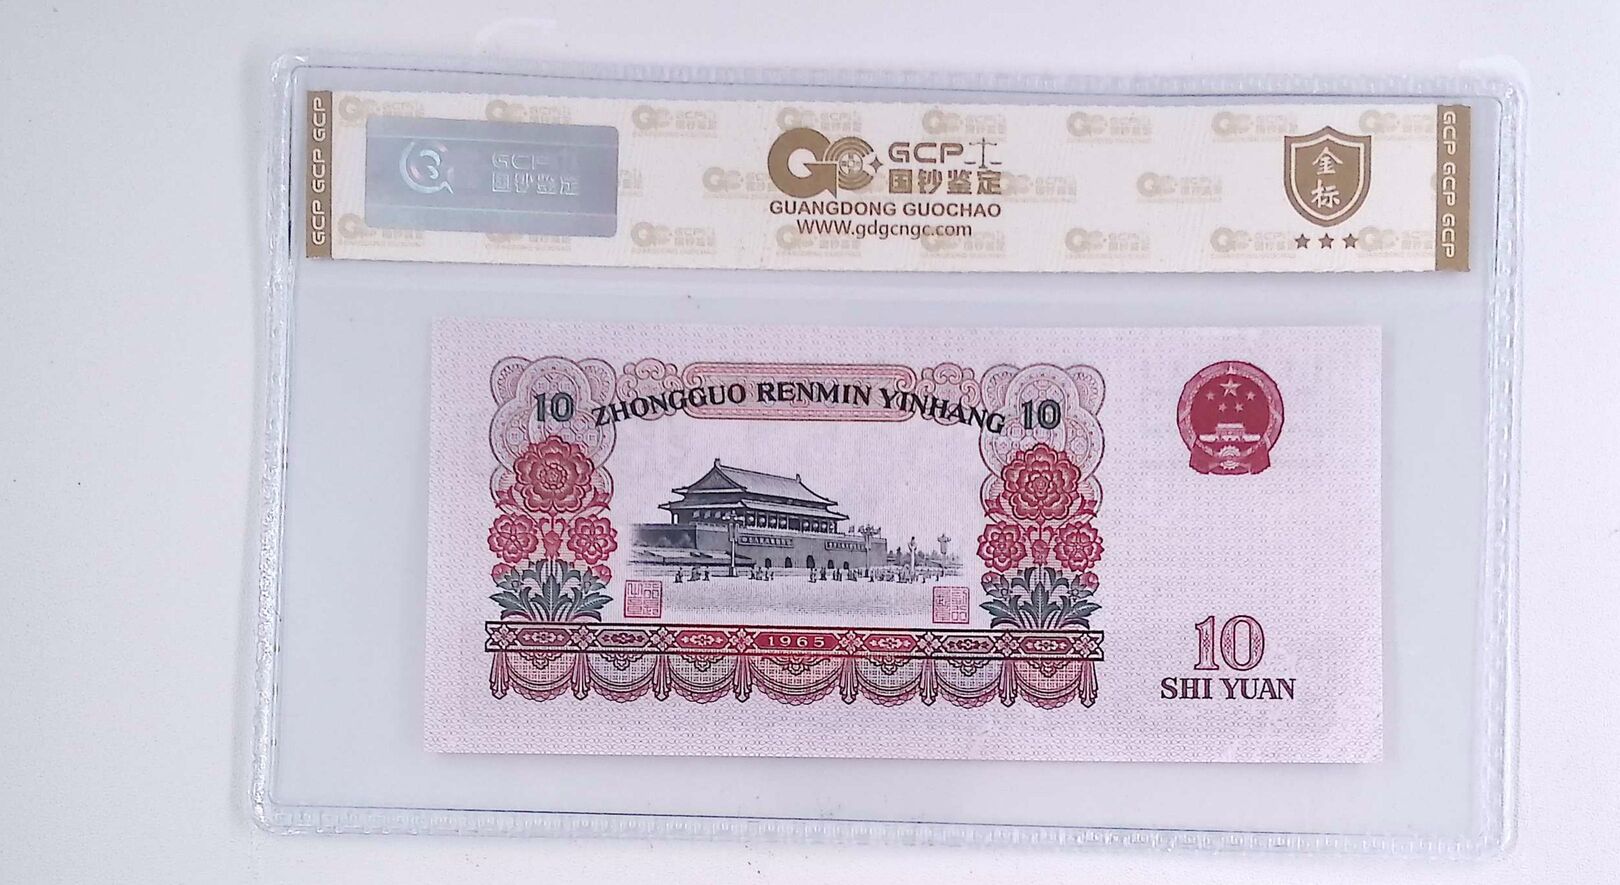 GCP GCP GCP
GCP 国钞鉴定
GCP
国钞鉴定
GUANGDONG GUOCHAO
WWW.gdgcngc.com
金标
GCP GCP GCP
10 ZHONGGUO RENMIN YINHANG 10
1965
10
SHI YUAN